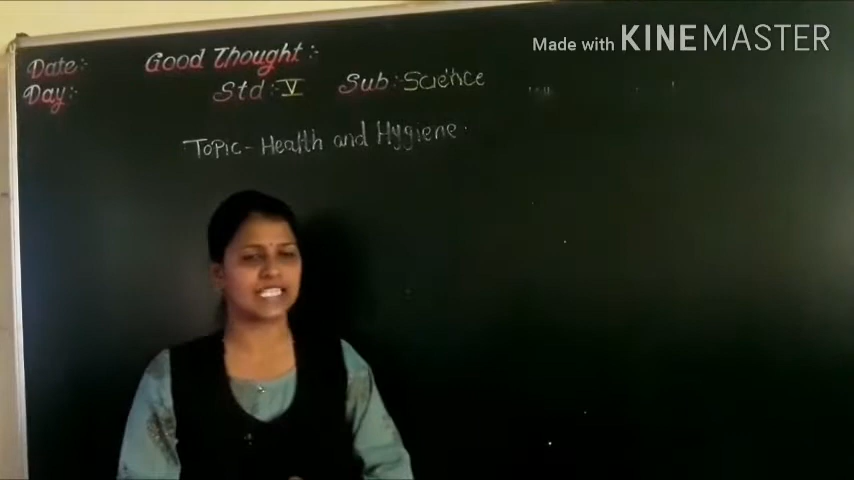 Made with KINEMASTER
Date:- Good Thought :-
Day:- Std :- V Sub :- Science
Topic - Health and Hygiene.